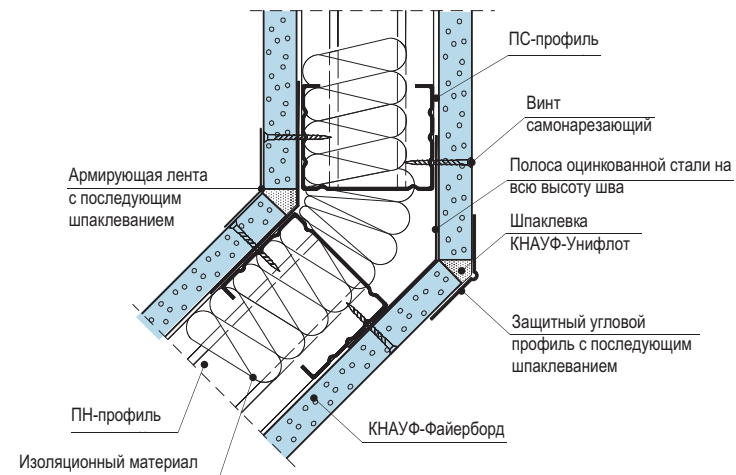 ПС-профиль
Винт
самонарезающий
Армирующая лента
с последующим
шпаклеванием
Полоса оцинкованной стали на
всю высоту шва
Шпаклевка
КНАУФ-Унифлот
Защитный угловой
профиль с последующим
шпаклеванием
ПН-профиль
КНАУФ-Файерборд
Изоляционный материал